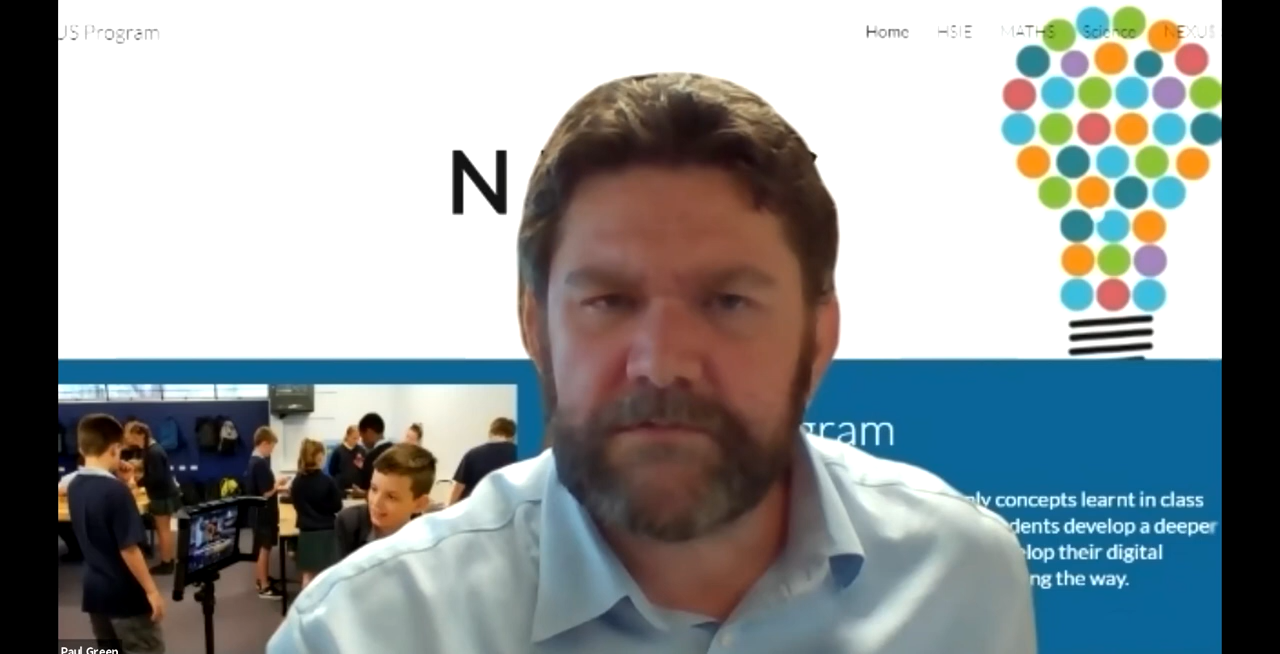 US Program
Home HSIE MATHS Science NEXUS
N
gram
ly concepts learnt in class
dents develop a deeper
elop their digital
ng the way.
Paul Green